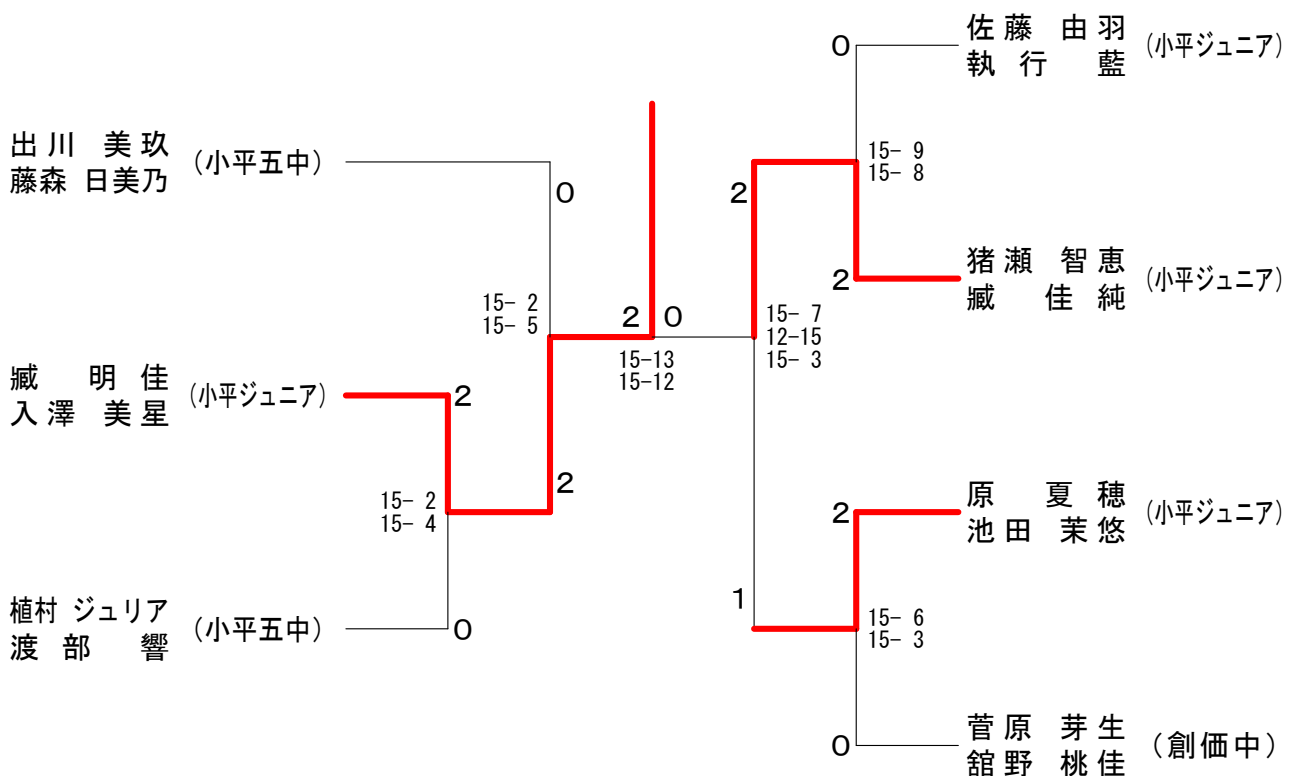 出川 美玖
藤森 日美乃
(小平五中)
0
15- 2
15- 5
臧 明佳
入澤 美星
(小平ジュニア)
2
15- 2
15- 4
2
植村 ジュリア
渡部 響
(小平五中)
0
2 0
15-13
15-12
佐藤 由羽
執行 藍
(小平ジュニア)
0
15- 9
15- 8
2
猪瀬 智恵
臧 佳純
(小平ジュニア)
2
15- 7
12-15
15- 3
原 夏穂
池田 茉悠
(小平ジュニア)
2
1
15- 6
15- 3
菅原 芽生
舘野 桃佳
(創価中)
0